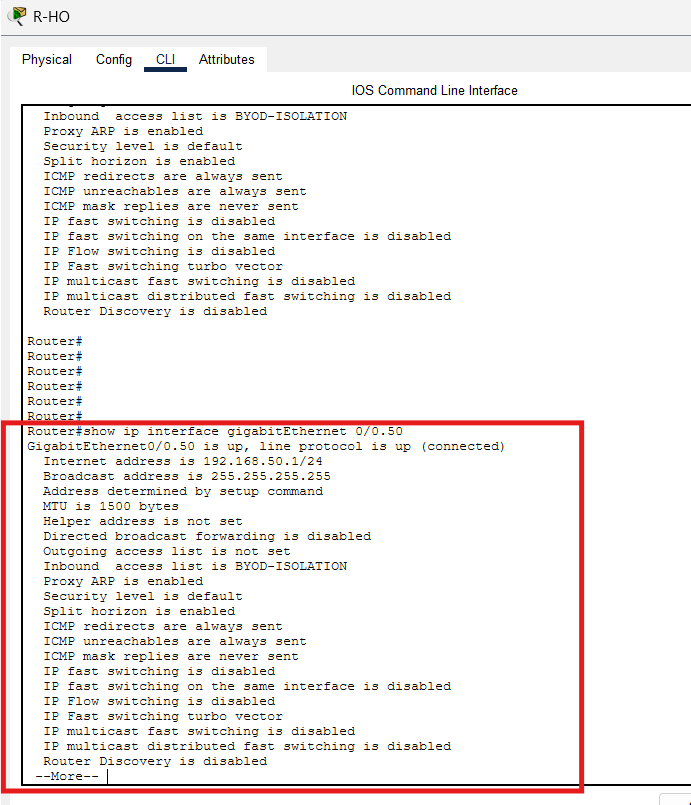 R-HO
Physical Config CLI Attributes
IOS Command Line Interface
Inbound  access list is BYOD-ISOLATION
Proxy ARP is enabled
Security level is default
Split horizon is enabled
ICMP redirects are always sent
ICMP unreachables are always sent
ICMP mask replies are never sent
IP fast switching is disabled
IP fast switching on the same interface is disabled
IP Flow switching is disabled
IP Fast switching turbo vector
IP multicast fast switching is disabled
IP multicast distributed fast switching is disabled
Router Discovery is disabled
Router#
Router#
Router#
Router#
Router#
Router#
Router#show ip interface gigabitEthernet 0/0.50
GigabitEthernet0/0.50 is up, line protocol is up (connected)
Internet address is 192.168.50.1/24
Broadcast address is 255.255.255.255
Address determined by setup command
MTU is 1500 bytes
Helper address is not set
Directed broadcast forwarding is disabled
Outgoing access list is not set
Inbound  access list is BYOD-ISOLATION
Proxy ARP is enabled
Security level is default
Split horizon is enabled
ICMP redirects are always sent
ICMP unreachables are always sent
ICMP mask replies are never sent
IP fast switching is disabled
IP fast switching on the same interface is disabled
IP Flow switching is disabled
IP Fast switching turbo vector
IP multicast fast switching is disabled
IP multicast distributed fast switching is disabled
Router Discovery is disabled
--More--